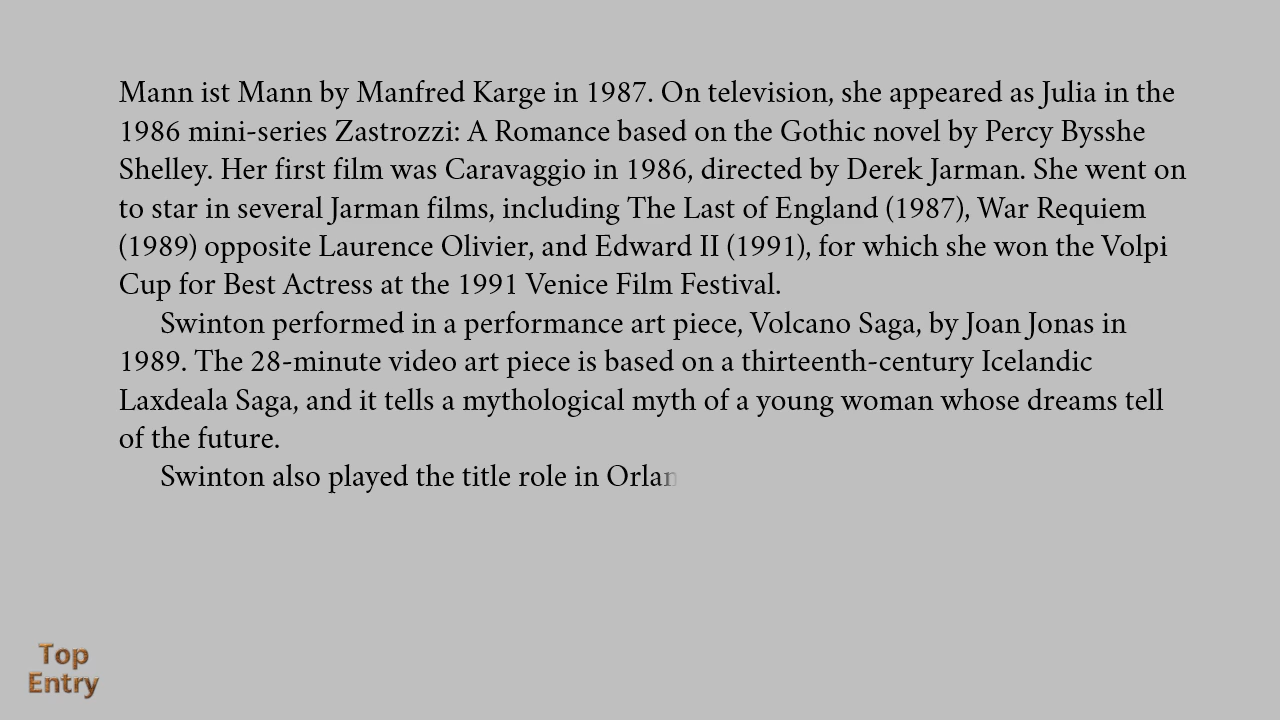 Mann ist Mann by Manfred Karge in 1987. On television, she appeared as Julia in the
1986 mini-series Zastrozzi: A Romance based on the Gothic novel by Percy Bysshe
Shelley. Her first film was Caravaggio in 1986, directed by Derek Jarman. She went on
to star in several Jarman films, including The Last of England (1987), War Requiem
(1989) opposite Laurence Olivier, and Edward II (1991), for which she won the Volpi
Cup for Best Actress at the 1991 Venice Film Festival.
Swinton performed in a performance art piece, Volcano Saga, by Joan Jonas in
1989. The 28-minute video art piece is based on a thirteenth-century Icelandic
Laxdeala Saga, and it tells a mythological myth of a young woman whose dreams tell
of the future.
Swinton also played the title role in Orlan
Top
Entry